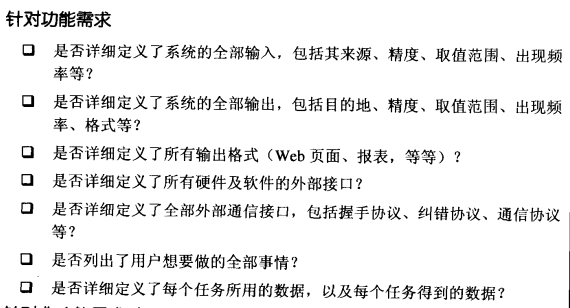 针对功能需求
❑ 是否详细定义了系统的全部输入，包括其来源、精度、取值范围、出现频
率等？
❑ 是否详细定义了系统的全部输出，包括目的地、精度、取值范围、出现频
率、格式等？
❑ 是否详细定义了所有输出格式（Web 页面、报表，等等）？
❑ 是否详细定义了所有硬件及软件的外部接口？
❑ 是否详细定义了全部外部通信接口，包括握手协议、纠错协议、通信协议
等？
❑ 是否列出了用户想要做的全部事情？
❑ 是否详细定义了每个任务所用的数据，以及每个任务得到的数据？